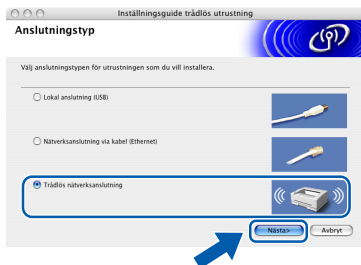 Inställningsguide trådlös utrustning
Anslutningstyp
Välj anslutningstypen för utrustningen som du vill installera.
Lokal anslutning (USB)
Nätverksanslutning via kabel (Ethernet)
Trådlös nätverksanslutning
Nästa>
Avbryt